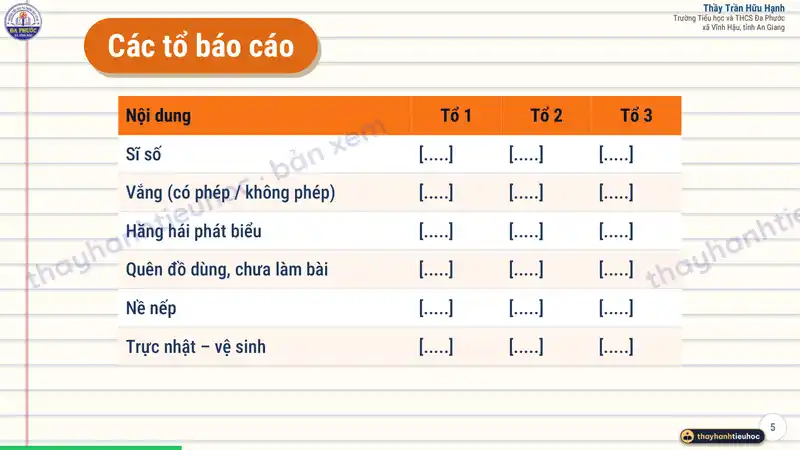 Thầy Trần Hữu Hạnh
Trường Tiểu học và THCS Đa Phước
xã Vĩnh Hậu, tỉnh An Giang
ĐA PHƯỚC
Các tổ báo cáo
Nội dung Tổ 1 Tổ 2 Tổ 3
Sĩ số [.....] [.....] [.....]
Vắng (có phép / không phép) [.....] [.....] [.....]
Hăng hái phát biểu [.....] [.....] [.....]
Quên đồ dùng, chưa làm bài [.....] [.....] [.....]
Nề nếp [.....] [.....] [.....]
Trực nhật – vệ sinh [.....] [.....] [.....]
thayhanhtieuhoc · bản xem
thayhanhti
thayhanhtieuhoc
5